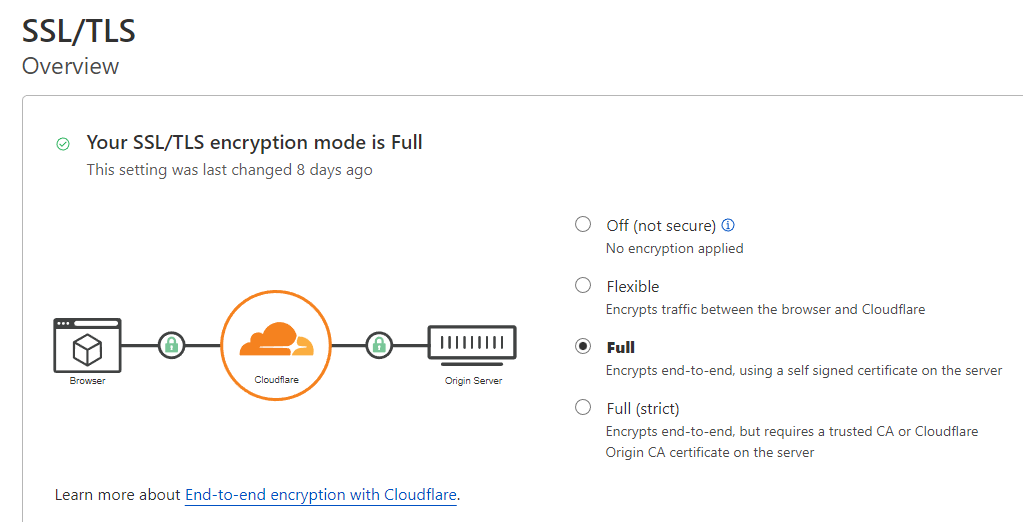 SSL/TLS
Overview
Your SSL/TLS encryption mode is Full
This setting was last changed 8 days ago
Off (not secure)
No encryption applied
Flexible
Encrypts traffic between the browser and Cloudflare
Full
Encrypts end-to-end, using a self signed certificate on the server
Full (strict)
Encrypts end-to-end, but requires a trusted CA or Cloudflare
Origin CA certificate on the server
Browser
Cloudflare
Origin Server
Learn more about End-to-end encryption with Cloudflare.